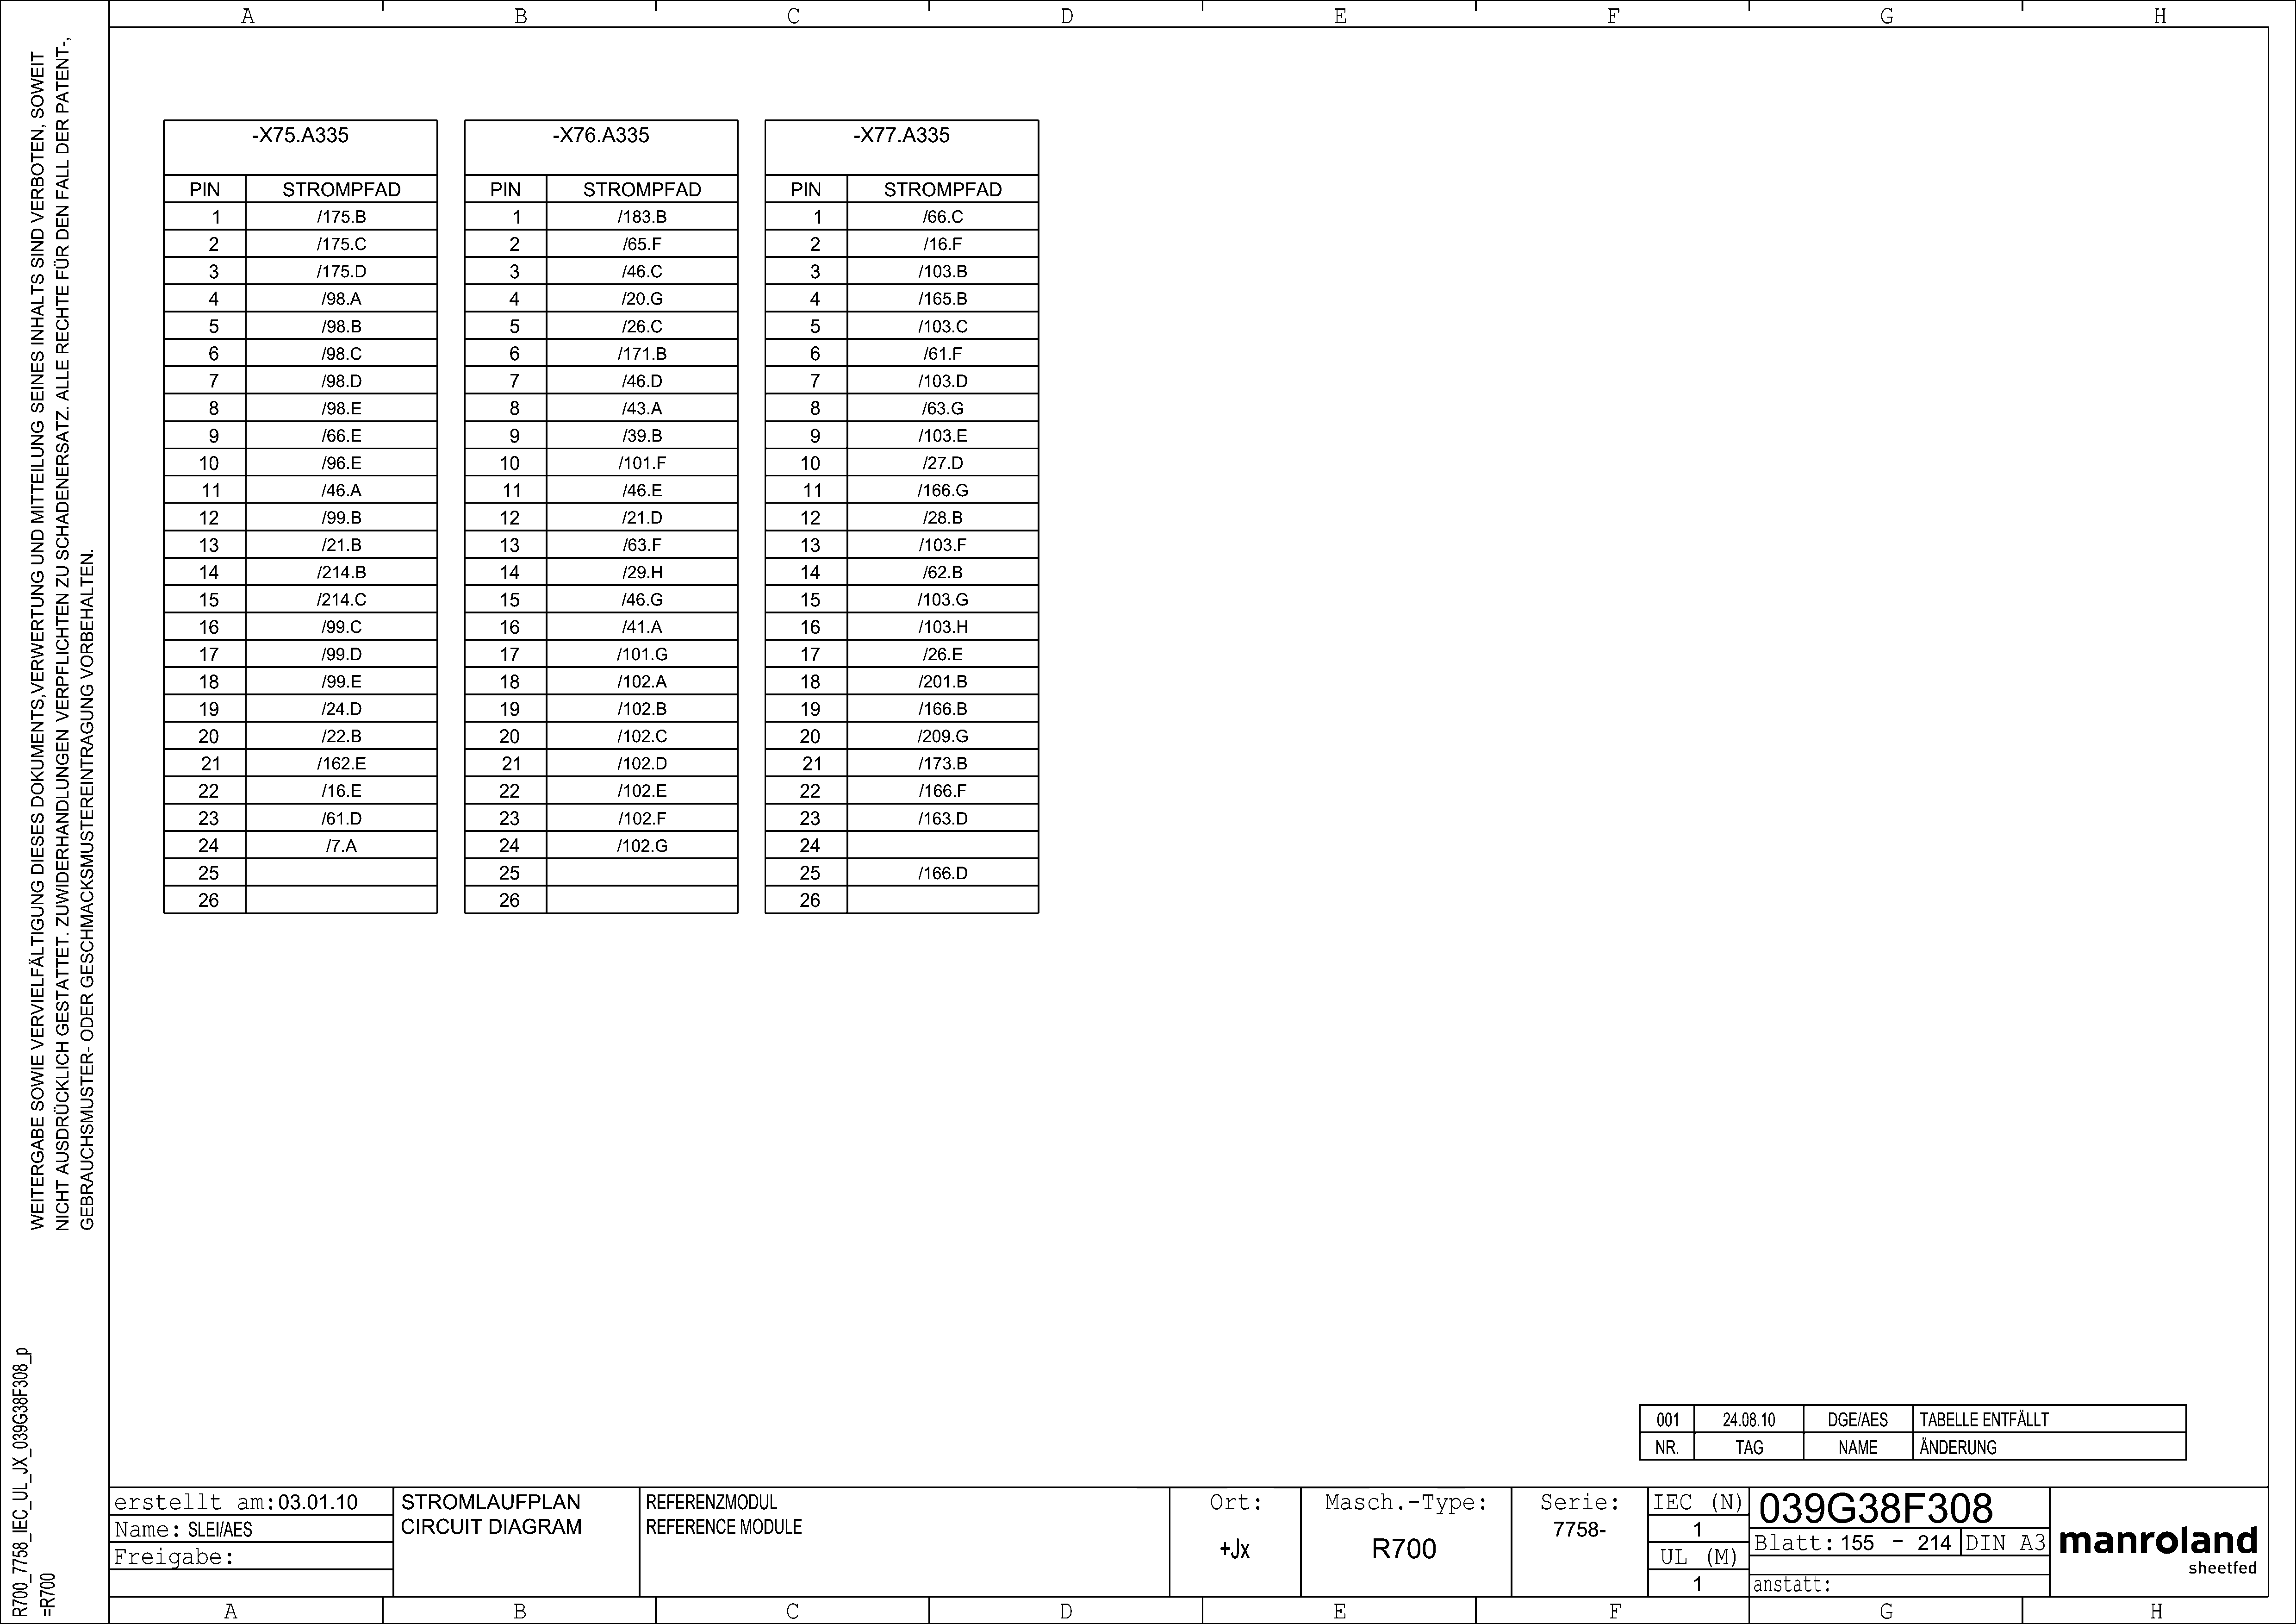 A B C D E F G H
WEITERGABE SOWIE VERVIELFÄLTIGUNG DIESES DOKUMENTS,VERWERTUNG UND MITTEILUNG SEINES INHALTS SIND VERBOTEN, SOWEIT
NICHT AUSDRÜCKLICH GESTATTET. ZUWIDERHANDLUNGEN VERPFLICHTEN ZU SCHADENERSATZ. ALLE RECHTE FÜR DEN FALL DER PATENT-,
GEBRAUCHSMUSTER- ODER GESCHMACKSMUSTEREINTRAGUNG VORBEHALTEN.
R700_7758_IEC_UL_JX_039G38F308_p
=R700
-X75.A335
PIN STROMPFAD
1 /175.B
2 /175.C
3 /175.D
4 /98.A
5 /98.B
6 /98.C
7 /98.D
8 /98.E
9 /66.E
10 /96.E
11 /46.A
12 /99.B
13 /21.B
14 /214.B
15 /214.C
16 /99.C
17 /99.D
18 /99.E
19 /24.D
20 /22.B
21 /162.E
22 /16.E
23 /61.D
24 /7.A
25
26
-X76.A335
PIN STROMPFAD
1 /183.B
2 /65.F
3 /46.C
4 /20.G
5 /26.C
6 /171.B
7 /46.D
8 /43.A
9 /39.B
10 /101.F
11 /46.E
12 /21.D
13 /63.F
14 /29.H
15 /46.G
16 /41.A
17 /101.G
18 /102.A
19 /102.B
20 /102.C
21 /102.D
22 /102.E
23 /102.F
24 /102.G
25
26
-X77.A335
PIN STROMPFAD
1 /66.C
2 /16.F
3 /103.B
4 /165.B
5 /103.C
6 /61.F
7 /103.D
8 /63.G
9 /103.E
10 /27.D
11 /166.G
12 /28.B
13 /103.F
14 /62.B
15 /103.G
16 /103.H
17 /26.E
18 /201.B
19 /166.B
20 /209.G
21 /173.B
22 /166.F
23 /163.D
24
25 /166.D
26
001 24.08.10 DGE/AES TABELLE ENTFÄLLT
NR. TAG NAME ÄNDERUNG
erstellt am:03.01.10
Name: SLEI/AES
Freigabe:
STROMLAUFPLAN
CIRCUIT DIAGRAM
REFERENZMODUL
REFERENCE MODULE
Ort:
+Jx
Masch.-Type:
R700
Serie:
7758-
IEC (N)
1
UL (M)
1
039G38F308
Blatt: 155 - 214 DIN A3
anstatt:
manroland
sheetfed
A B C D E F G H